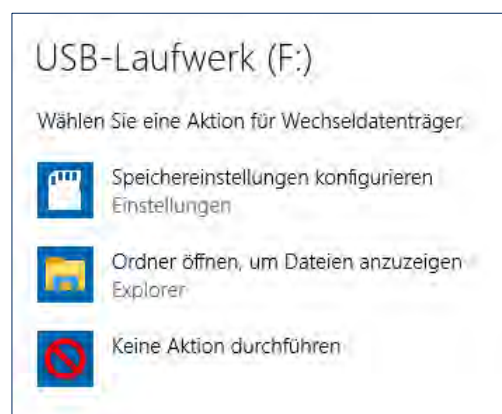 USB-Laufwerk (F:)
Wählen Sie eine Aktion für Wechseldatenträger.
Speichereinstellungen konfigurieren
Einstellungen
Ordner öffnen, um Dateien anzuzeigen
Explorer
Keine Aktion durchführen